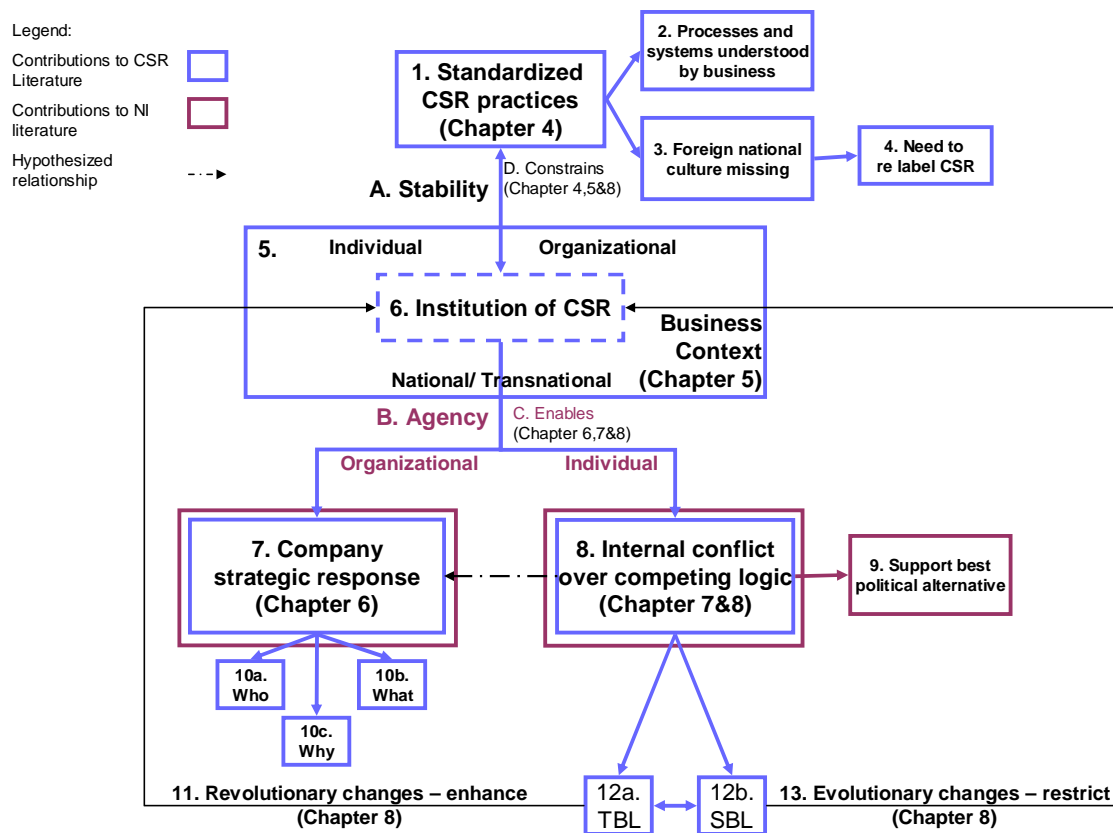 Legend:
Contributions to CSR
Literature
Contributions to NI
literature
Hypothesized
relationship
1. Standardized
CSR practices
(Chapter 4)
2. Processes and
systems understood
by business
3. Foreign national
culture missing
4. Need to
re label CSR
A. Stability
D. Constrains
(Chapter 4,5&8)
5.
Individual
Organizational
6. Institution of CSR
Business
Context
(Chapter 5)
National/ Transnational
B. Agency
C. Enables
(Chapter 6,7&8)
Organizational
Individual
7. Company
strategic response
(Chapter 6)
8. Internal conflict
over competing logic
(Chapter 7&8)
9. Support best
political alternative
10a.
Who
10b.
What
10c.
Why
11. Revolutionary changes – enhance
(Chapter 8)
12a.
TBL
12b.
SBL
13. Evolutionary changes – restrict
(Chapter 8)